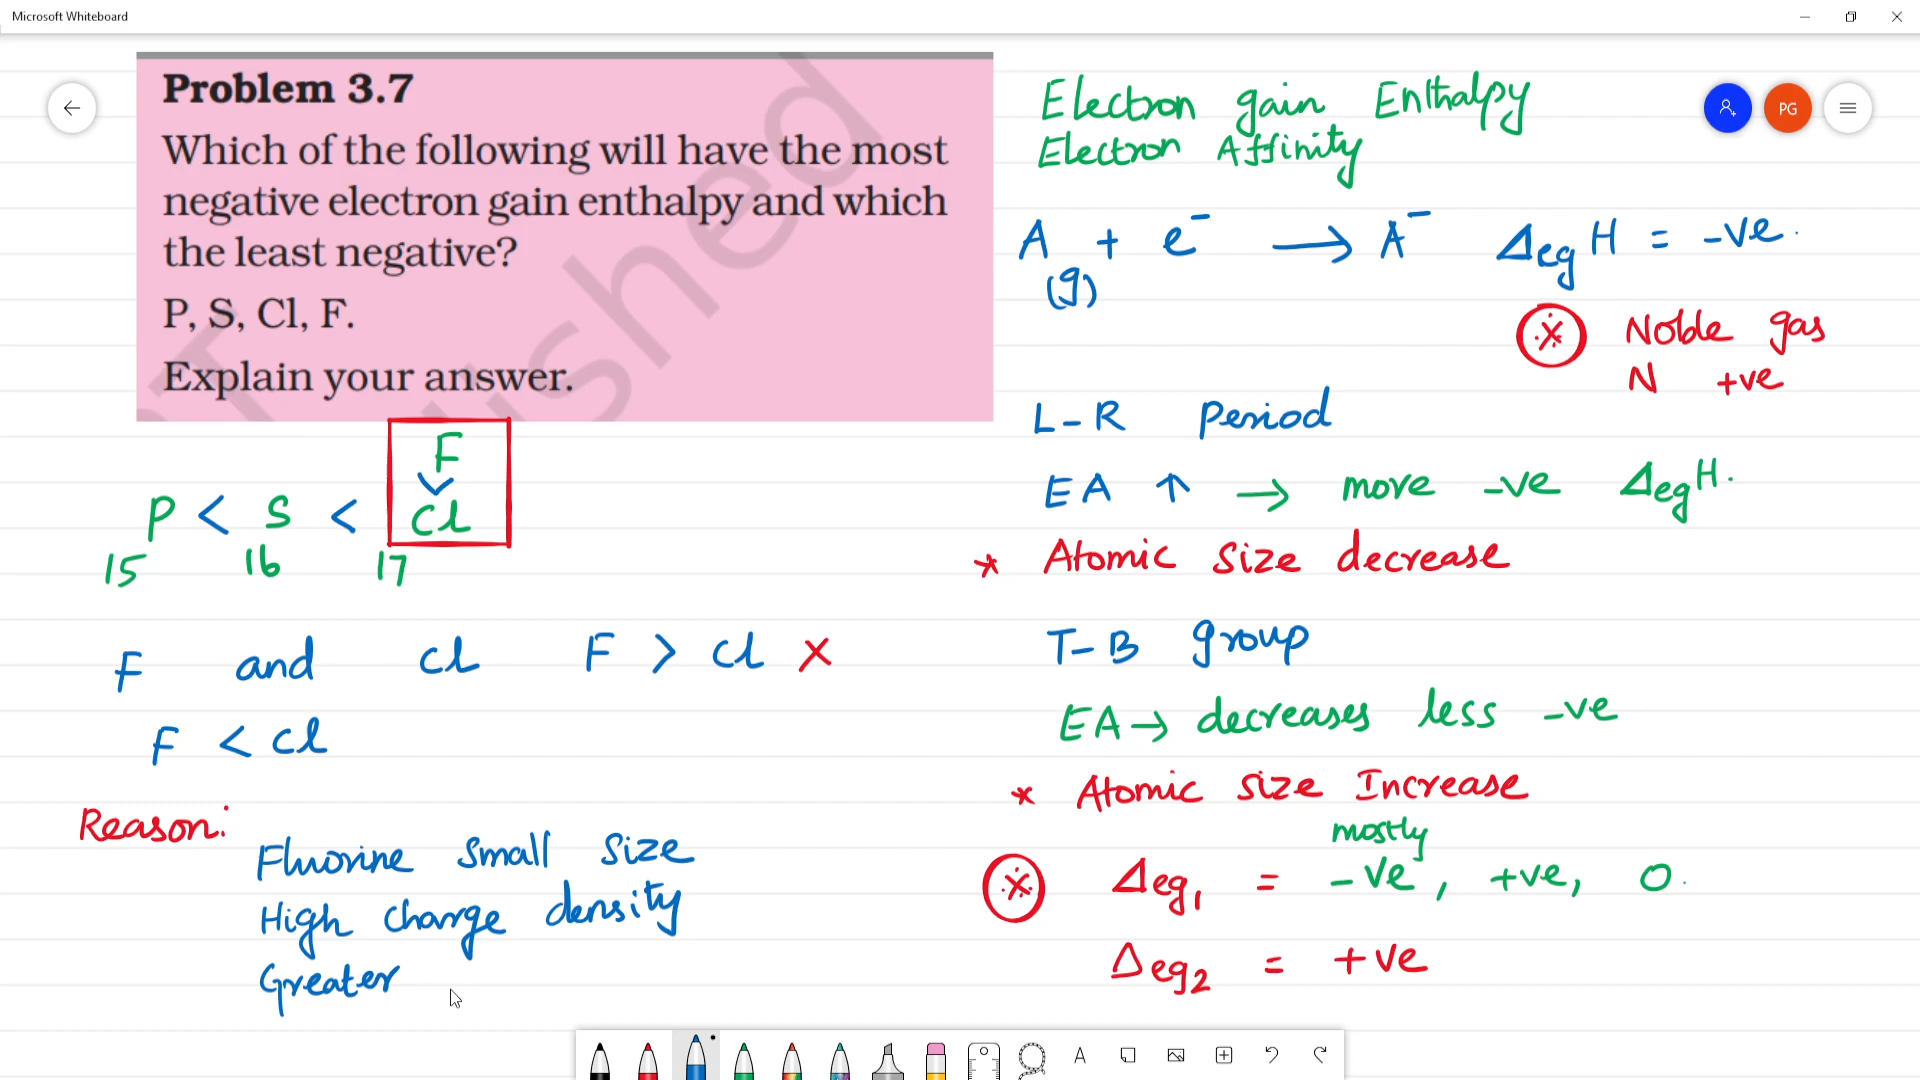 Microsoft Whiteboard
Problem 3.7
Which of the following will have the most
negative electron gain enthalpy and which
the least negative?
P, S, Cl, F.
Explain your answer.
F
P < S < Cl
15 16 17
F and Cl F > Cl X
F < Cl
Reason:
Fluorine small size
High charge density
Greater
Electron gain Enthalpy
Electron Affinity
A + e⁻ → A⁻ ΔegH = -ve.
(g)
Noble gas
N +ve
L-R Period
EA ↑ → more -ve ΔegH.
* Atomic size decrease
T-B group
EA → decreases less -ve
* Atomic size Increase
mostly
Δeg₁ = -ve, +ve, 0.
Δeg₂ = +ve
PG
A